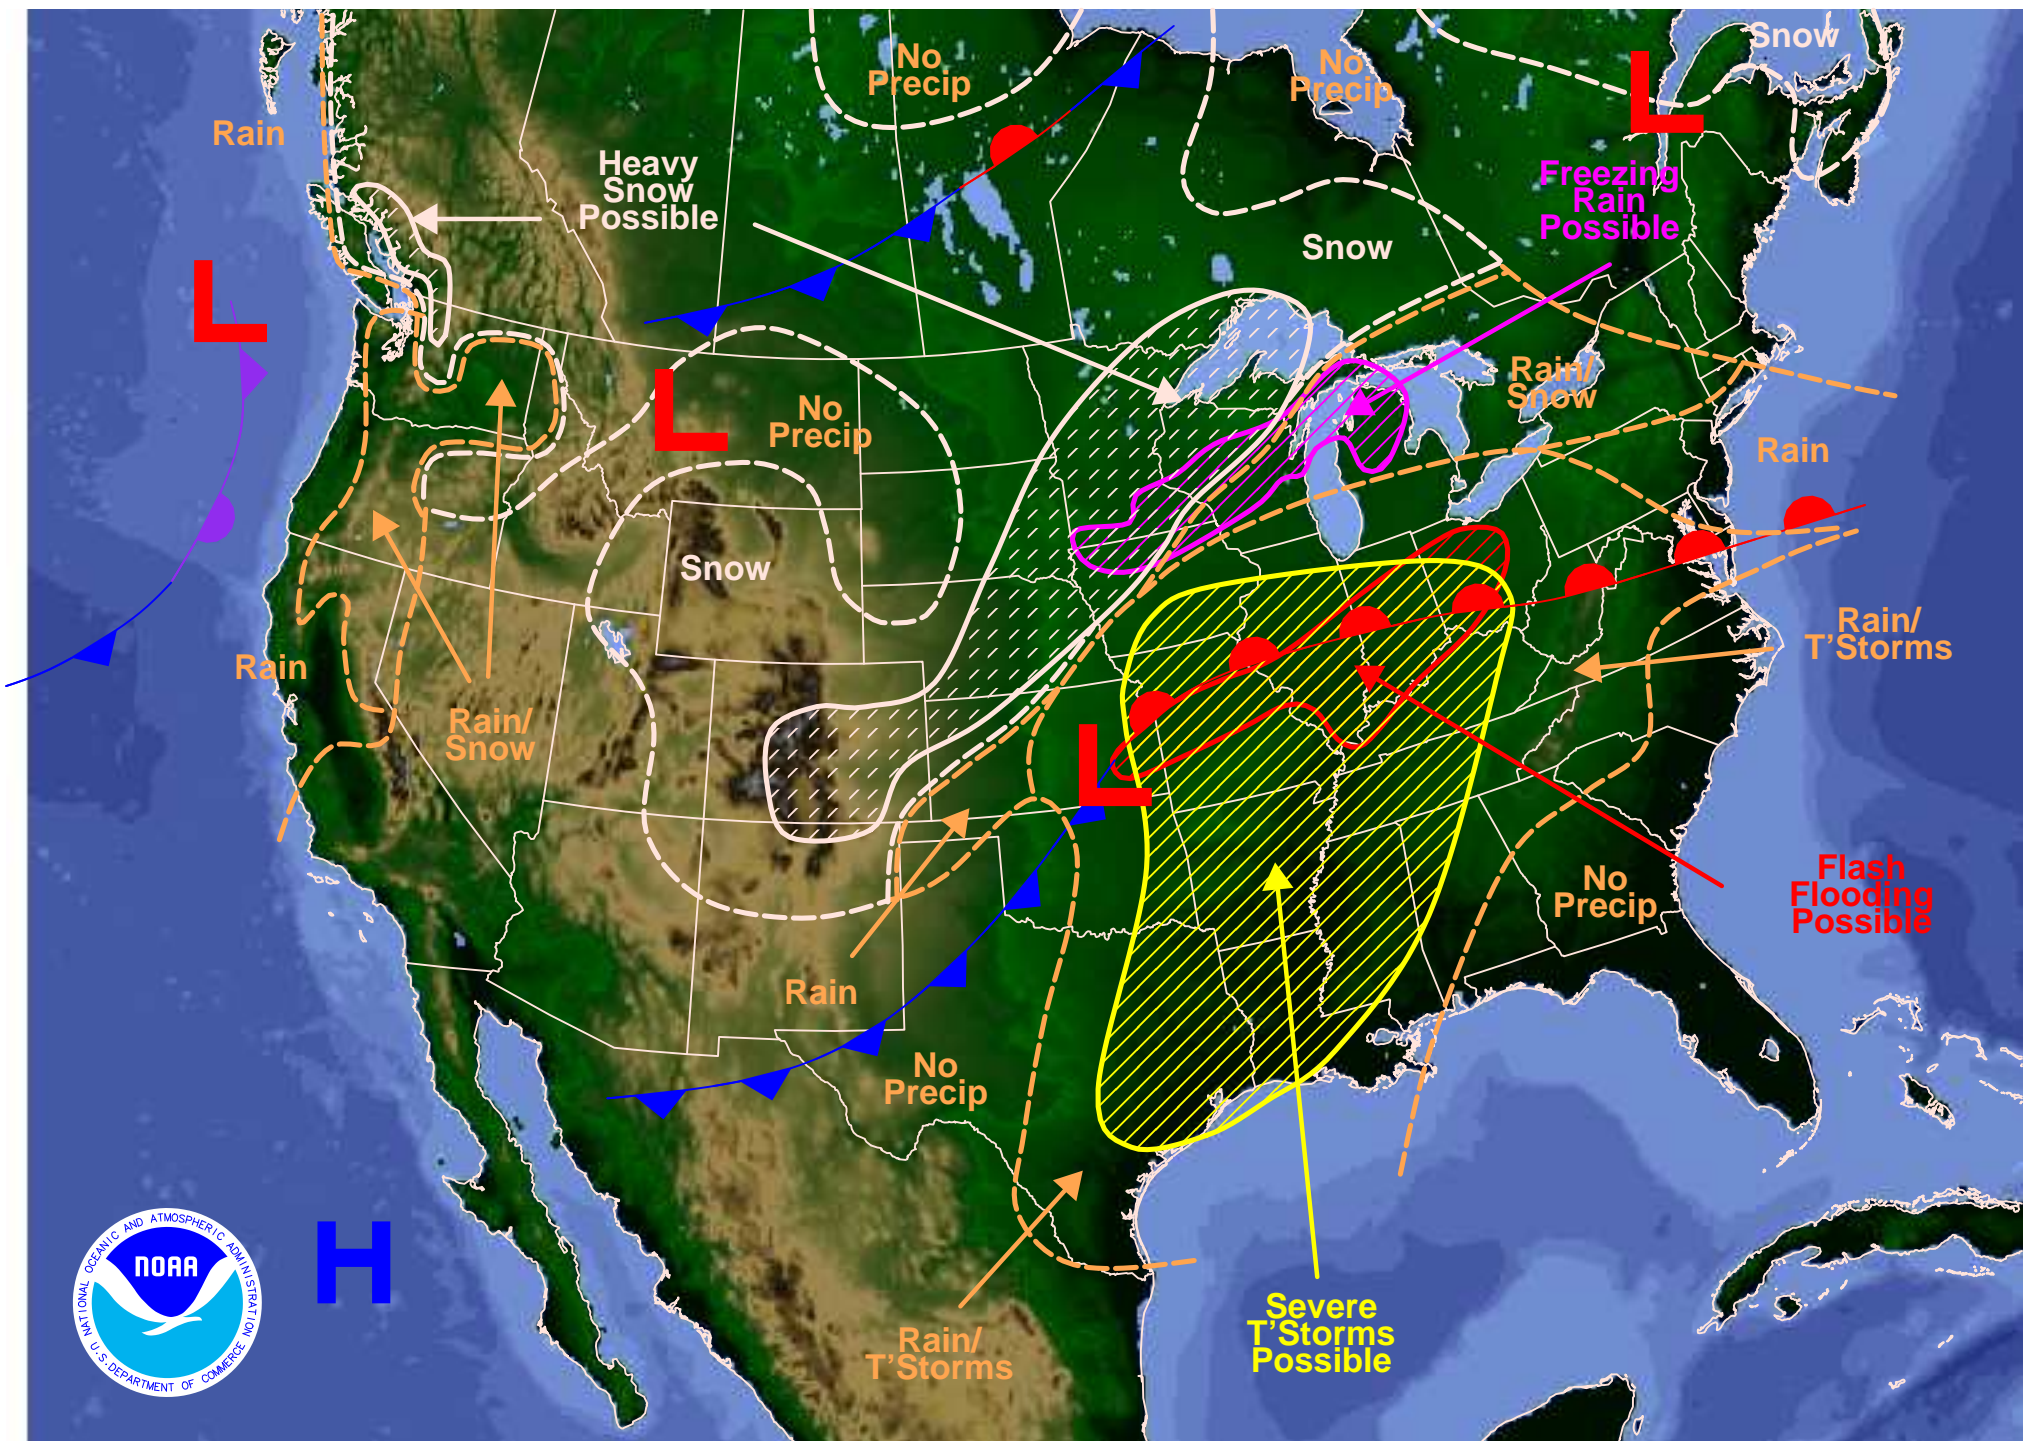 Snow
No
Precip
No
Precip
Rain
L
Heavy
Snow
Possible
Freezing
Rain
Possible
Snow
L
L
No
Precip
Rain/
Snow
Rain
Snow
Rain
Rain/
T'Storms
Rain/
Snow
L
Flash
Flooding
Possible
No
Precip
Rain
No
Precip
H
Severe
T'Storms
Possible
Rain/
T'Storms
NATIONAL OCEANIC AND ATMOSPHERIC ADMINISTRATION
NOAA
U.S. DEPARTMENT OF COMMERCE